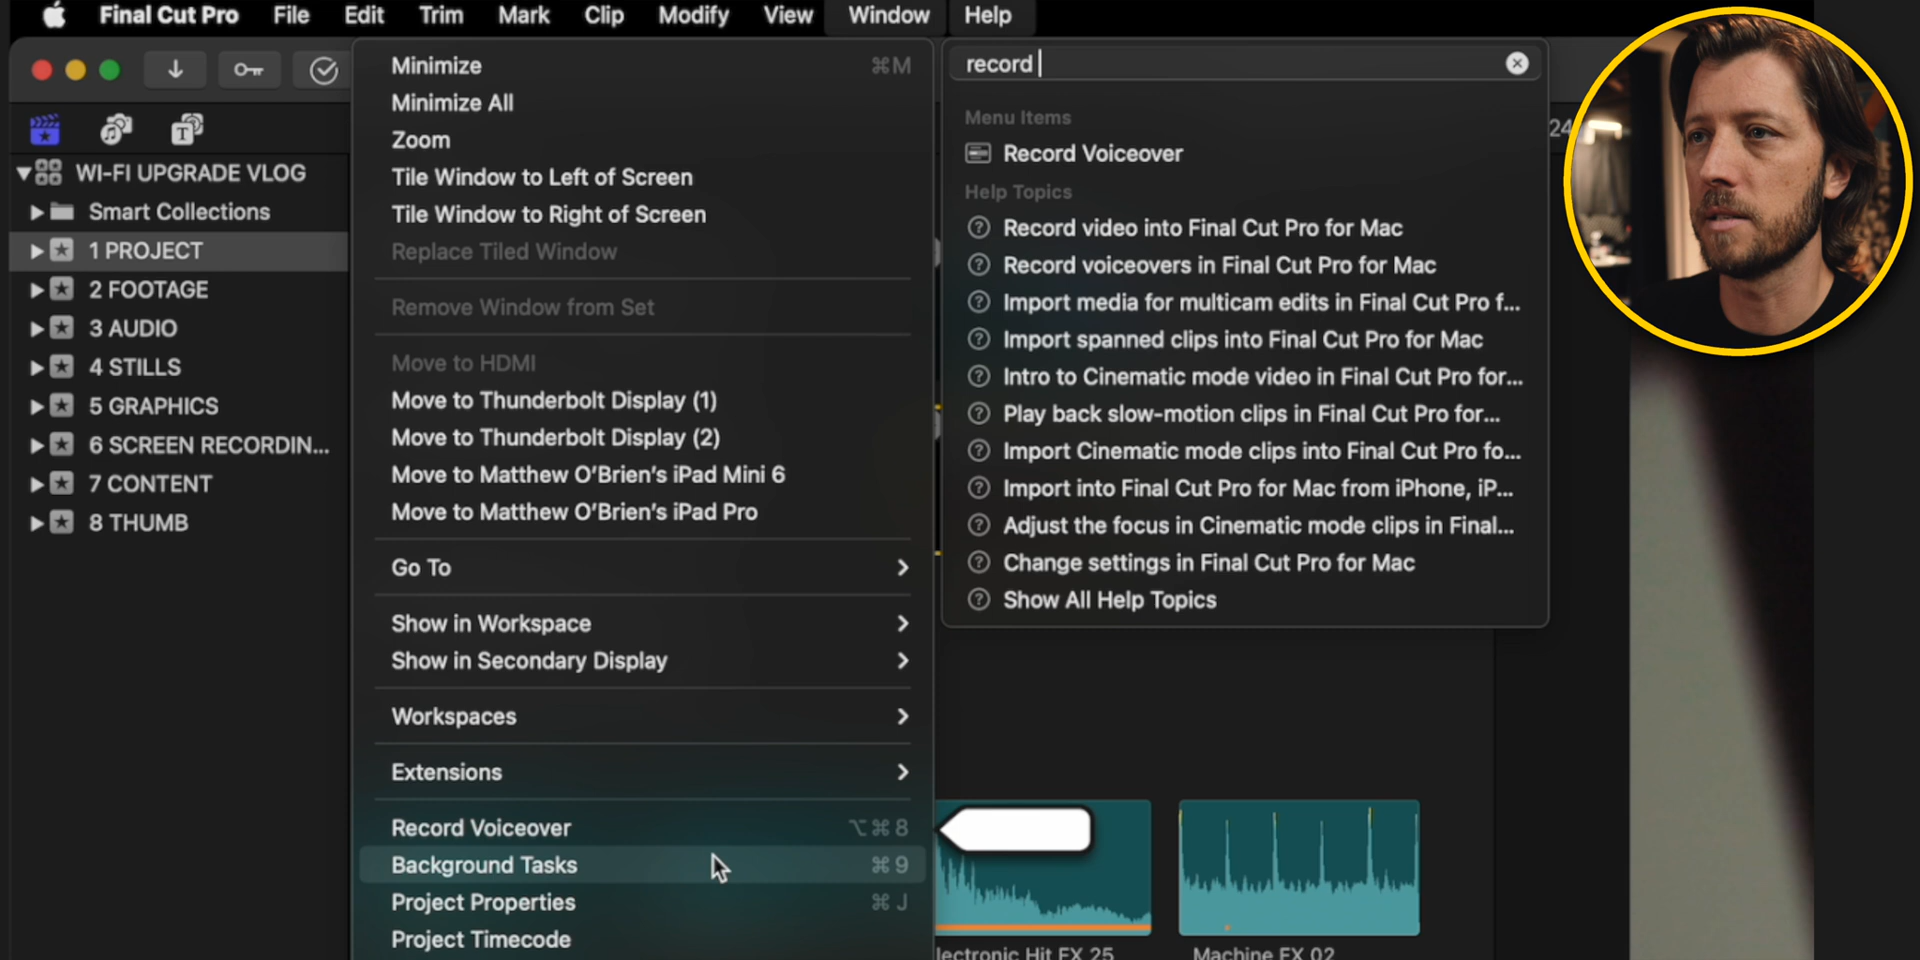 Final Cut Pro File Edit Trim Mark Clip Modify View Window Help
WI-FI UPGRADE VLOG
Smart Collections
1 PROJECT
2 FOOTAGE
3 AUDIO
4 STILLS
5 GRAPHICS
6 SCREEN RECORDIN...
7 CONTENT
8 THUMB
Minimize ⌘M
Minimize All
Zoom
Tile Window to Left of Screen
Tile Window to Right of Screen
Replace Tiled Window
Remove Window from Set
Move to HDMI
Move to Thunderbolt Display (1)
Move to Thunderbolt Display (2)
Move to Matthew O'Brien's iPad Mini 6
Move to Matthew O'Brien's iPad Pro
Go To
Show in Workspace
Show in Secondary Display
Workspaces
Extensions
Record Voiceover ⌥⌘8
Background Tasks ⌘9
Project Properties ⌘J
Project Timecode
record
Menu Items
Record Voiceover
Help Topics
Record video into Final Cut Pro for Mac
Record voiceovers in Final Cut Pro for Mac
Import media for multicam edits in Final Cut Pro f...
Import spanned clips into Final Cut Pro for Mac
Intro to Cinematic mode video in Final Cut Pro for...
Play back slow-motion clips in Final Cut Pro for...
Import Cinematic mode clips into Final Cut Pro fo...
Import into Final Cut Pro for Mac from iPhone, iP...
Adjust the focus in Cinematic mode clips in Final...
Change settings in Final Cut Pro for Mac
Show All Help Topics
24
lectronic Hit FX 25
Machine FX 02